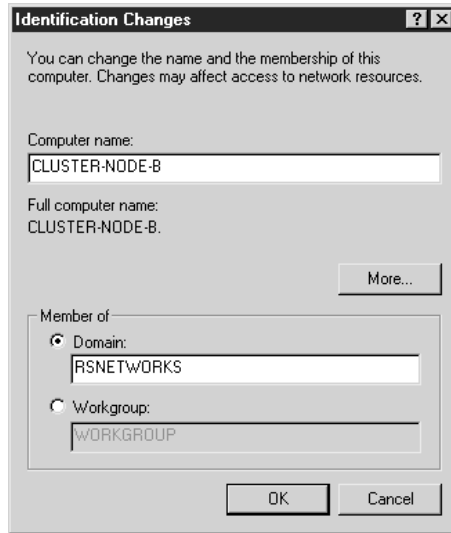 Identification Changes
You can change the name and the membership of this
computer. Changes may affect access to network resources.
Computer name:
CLUSTER-NODE-B
Full computer name:
CLUSTER-NODE-B.
More...
Member of
Domain:
RSNETWORKS
Workgroup:
WORKGROUP
OK
Cancel